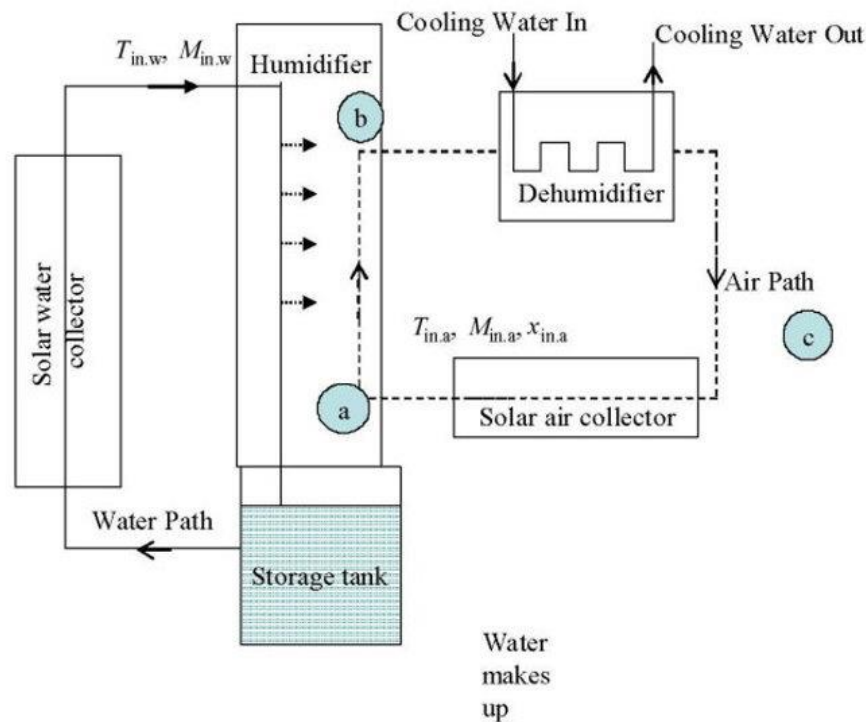 Cooling Water In
Cooling Water Out
T_in.w, M_in.w
Humidifier
b
Dehumidifier
Solar water
collector
Air Path
c
T_in.a, M_in.a, x_in.a
a
Solar air collector
Water Path
Storage tank
Water
makes
up